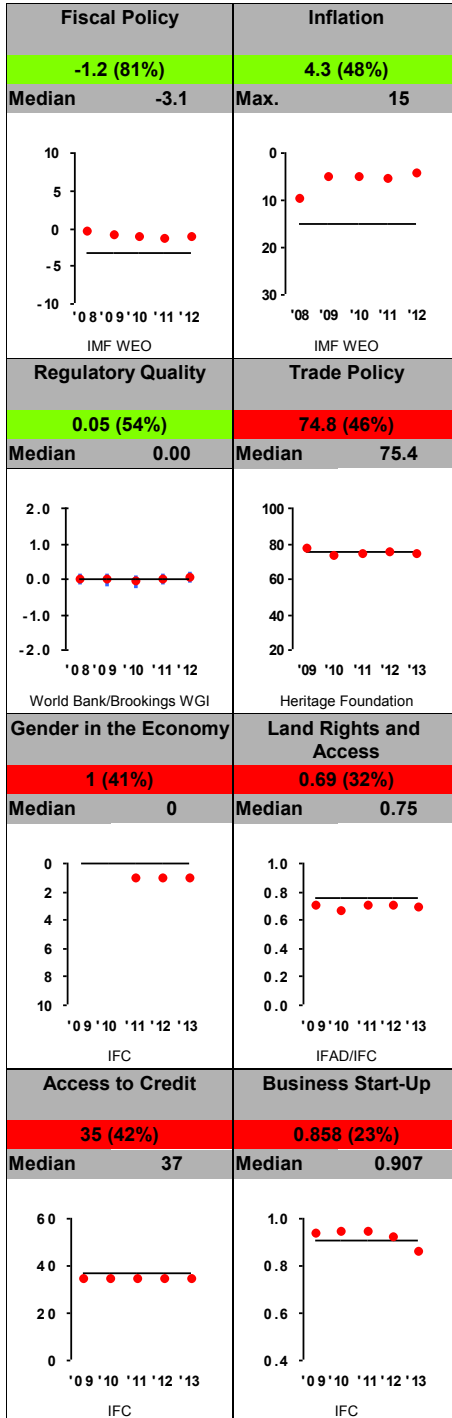 Fiscal Policy
-1.2 (81%)
Median -3.1
10
5
0
-5
-10
'08 '09 '10 '11 '12
IMF WEO
Inflation
4.3 (48%)
Max. 15
0
10
20
30
'08 '09 '10 '11 '12
IMF WEO
Regulatory Quality
0.05 (54%)
Median 0.00
2.0
1.0
0.0
-1.0
-2.0
'08 '09 '10 '11 '12
World Bank/Brookings WGI
Trade Policy
74.8 (46%)
Median 75.4
100
80
60
40
20
'09 '10 '11 '12 '13
Heritage Foundation
Gender in the Economy
1 (41%)
Median 0
0
2
4
6
8
10
'09 '10 '11 '12 '13
IFC
Land Rights and
Access
0.69 (32%)
Median 0.75
1.0
0.8
0.6
0.4
0.2
0.0
'09 '10 '11 '12 '13
IFAD/IFC
Access to Credit
35 (42%)
Median 37
60
40
20
0
'09 '10 '11 '12 '13
IFC
Business Start-Up
0.858 (23%)
Median 0.907
1.0
0.8
0.6
0.4
'09 '10 '11 '12 '13
IFC